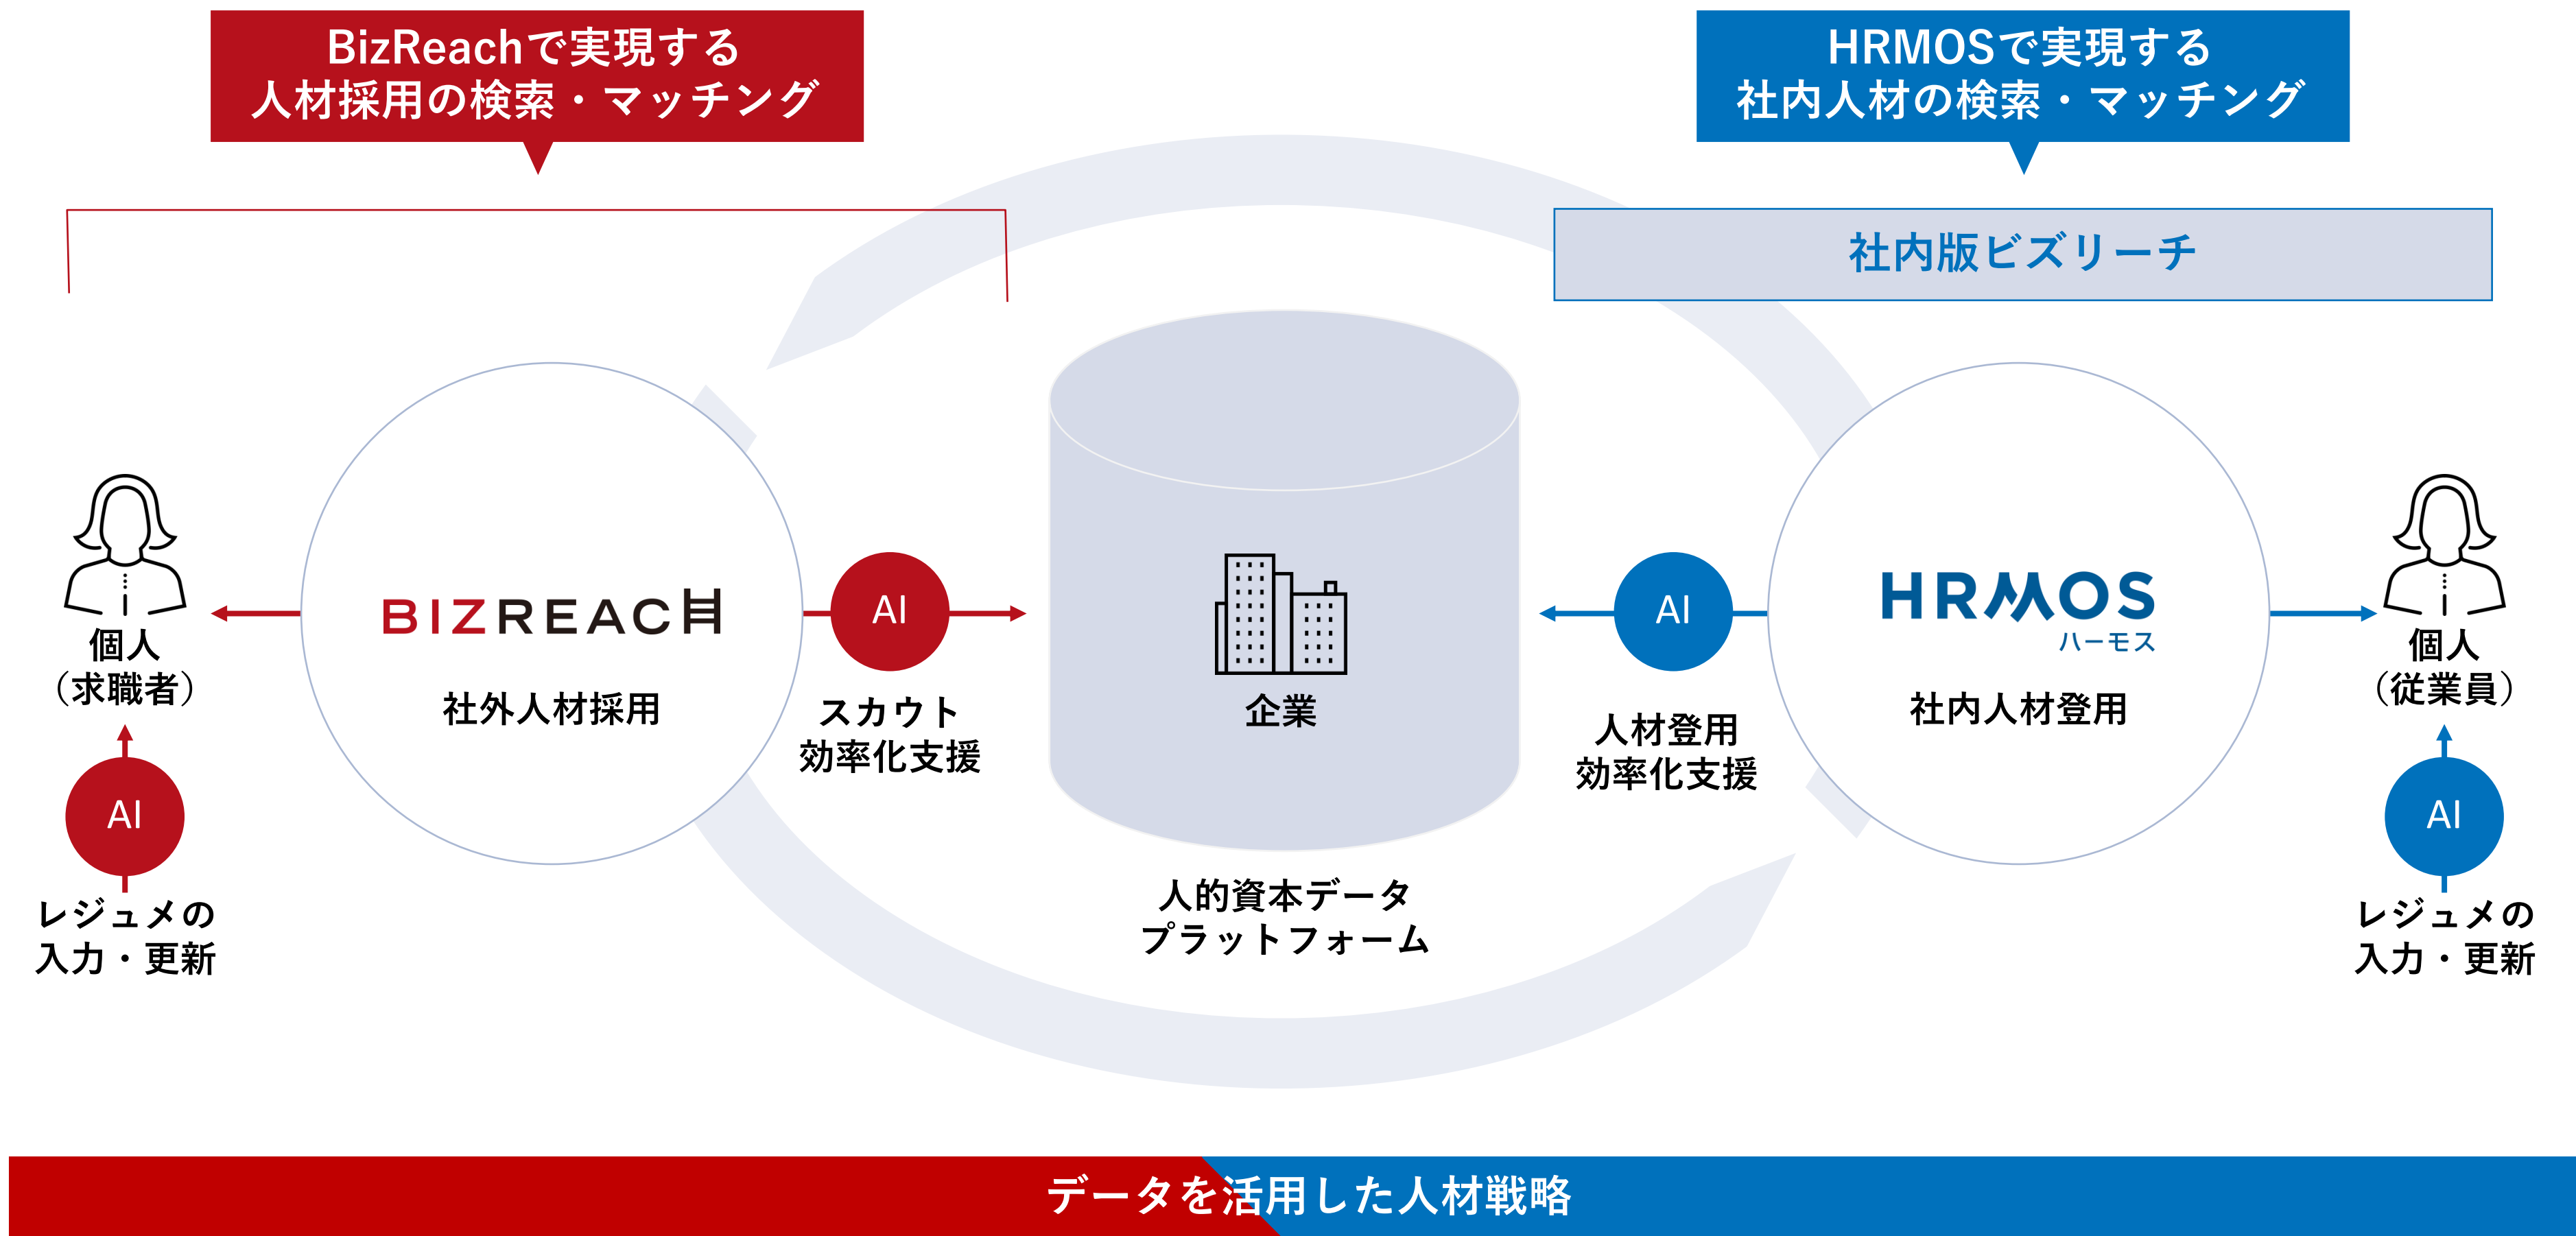 BizReachで実現する
人材採用の検索・マッチング
HRMOSで実現する
社内人材の検索・マッチング
社内版ビズリーチ
個人
（求職者）
AI
レジュメの
入力・更新
BIZREACH
社外人材採用
AI
スカウト
効率化支援
企業
人的資本データ
プラットフォーム
AI
人材登用
効率化支援
HRMOS
ハーモス
社内人材登用
個人
（従業員）
AI
レジュメの
入力・更新
データを活用した人材戦略